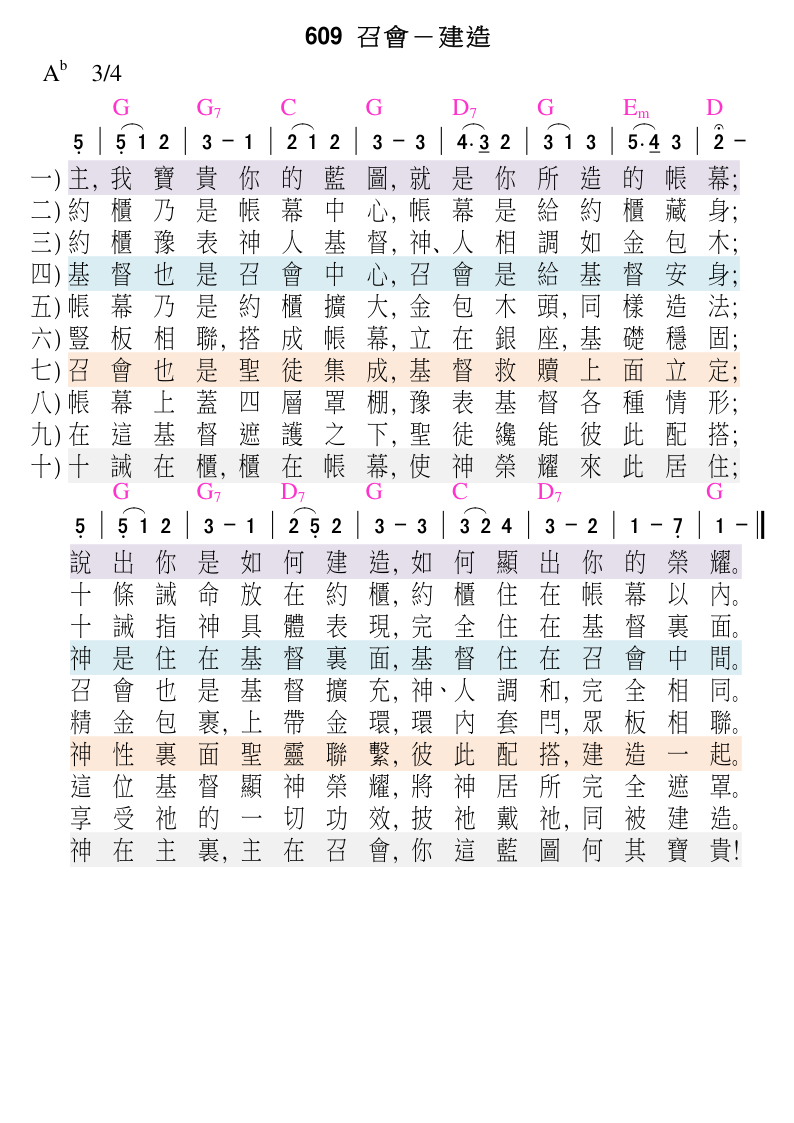 609 召會－建造
A♭ 3/4
G G7 C G D7 G Em D
5 | 5 1 2 | 3 － 1 | 2 1 2 | 3 － 3 | 4· 3 2 | 3 1 3 | 5· 4 3 | 2 －
一) 主, 我寶貴你的藍圖, 就是你所造的帳幕;
二) 約櫃乃是帳幕中心, 帳幕是給約櫃藏身;
三) 約櫃豫表神人基督, 神、人相調如金包木;
四) 基督也是召會中心, 召會是給基督安身;
五) 帳幕乃是約櫃擴大, 金包木頭, 同樣造法;
六) 豎板相聯, 搭成帳幕, 立在銀座, 基礎穩固;
七) 召會也是聖徒集成, 基督救贖上面立定;
八) 帳幕上蓋四層罩棚, 豫表基督各種情形;
九) 在這基督遮護之下, 聖徒纔能彼此配搭;
十) 十誡在櫃, 櫃在帳幕, 使神榮耀來此居住;
G G7 D7 G C D7 G
5 | 5 1 2 | 3 － 1 | 2 5 2 | 3 － 3 | 3 2 4 | 3 － 2 | 1 － 7 | 1 － ‖
說出你是如何建造, 如何顯出你的榮耀。
十條誡命放在約櫃, 約櫃住在帳幕以內。
十誡指神具體表現, 完全住在基督裏面。
神是住在基督裏面, 基督住在召會中間。
召會也是基督擴充, 神、人調和, 完全相同。
精金包裹, 上帶金環, 環內套閂, 眾板相聯。
神性裏面聖靈聯繫, 彼此配搭, 建造一起。
這位基督顯神榮耀, 將神居所完全遮罩。
享受祂的一切功效, 披祂戴祂, 同被建造。
神在主裏, 主在召會, 你這藍圖何其寶貴!